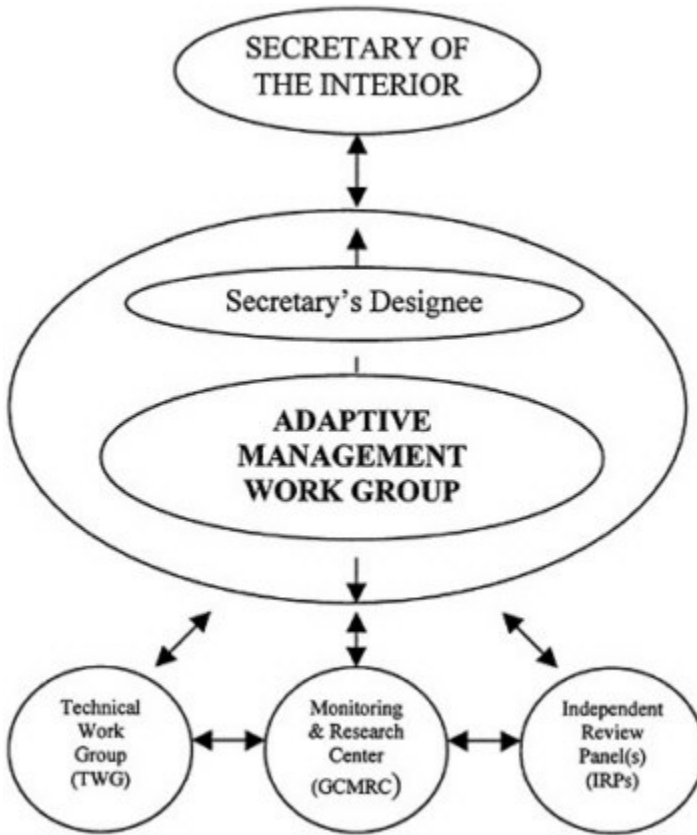 SECRETARY OF
THE INTERIOR
Secretary's Designee
ADAPTIVE
MANAGEMENT
WORK GROUP
Technical
Work
Group
(TWG)
Monitoring
& Research
Center
(GCMRC)
Independent
Review
Panel(s)
(IRPs)